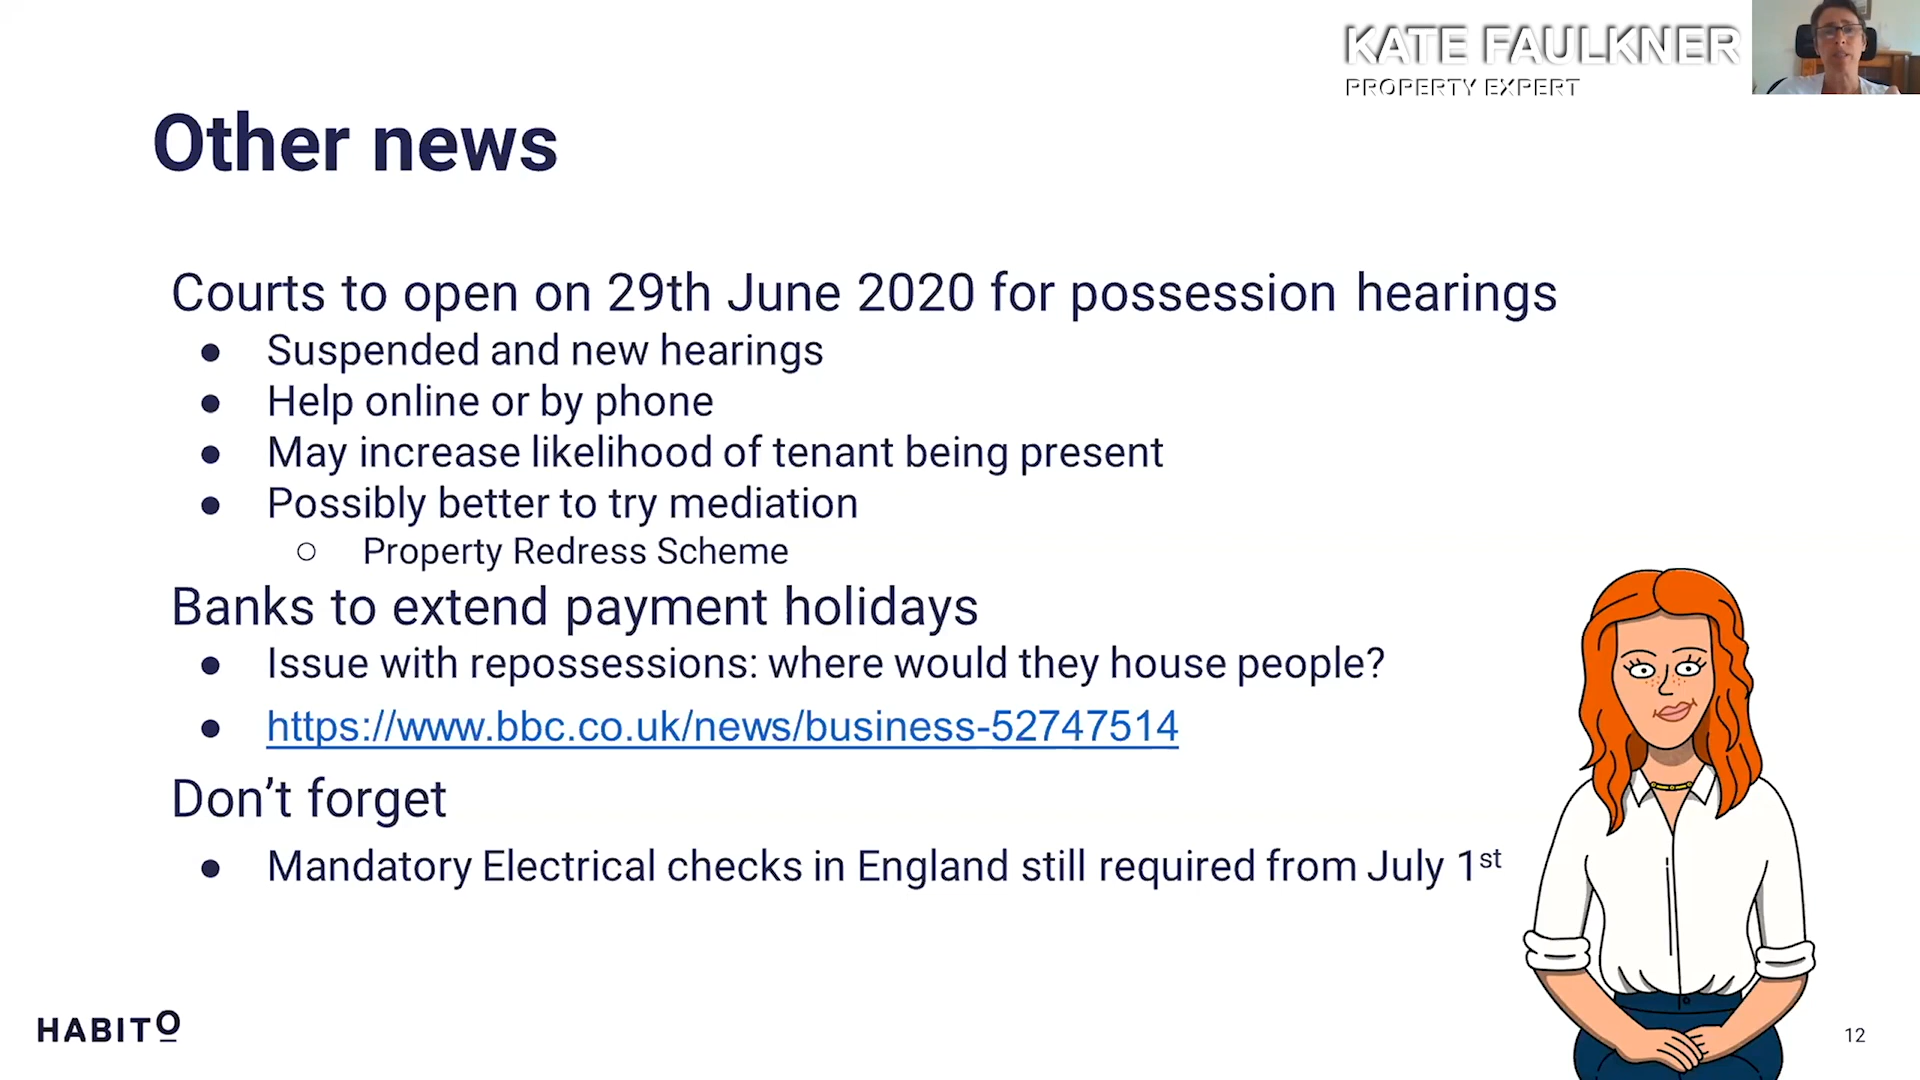 KATE FAULKNER
PROPERTY EXPERT
Other news
Courts to open on 29th June 2020 for possession hearings
● Suspended and new hearings
● Help online or by phone
● May increase likelihood of tenant being present
● Possibly better to try mediation
○ Property Redress Scheme
Banks to extend payment holidays
● Issue with repossessions: where would they house people?
● https://www.bbc.co.uk/news/business-52747514
Don’t forget
● Mandatory Electrical checks in England still required from July 1st
HABITO
12